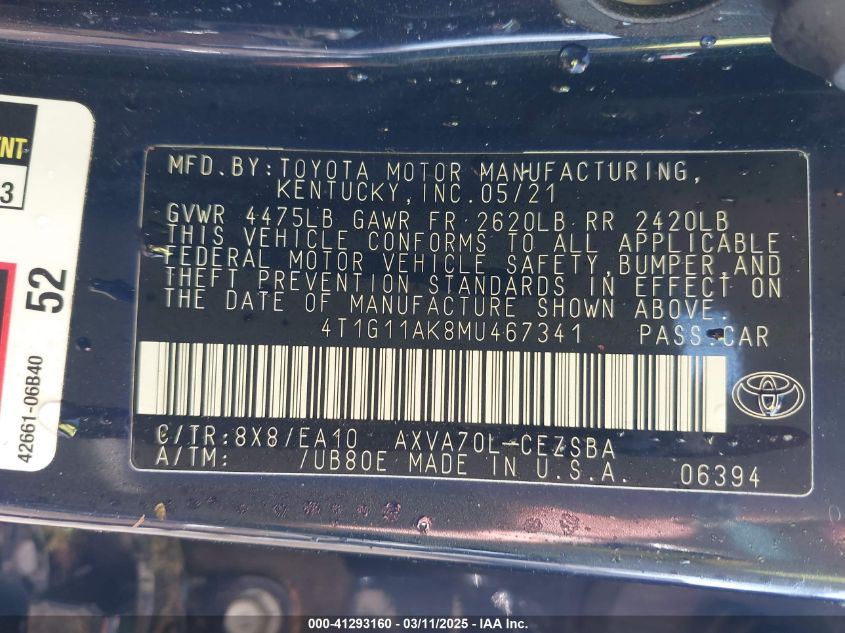 ENT
3
52
42661-06B40
MFD.BY:TOYOTA MOTOR MANUFACTURING,
KENTUCKY,INC.05/21
GVWR 4475LB GAWR FR 2620LB RR 2420LB
THIS VEHICLE CONFORMS TO ALL APPLICABLE
FEDERAL MOTOR VEHICLE SAFETY,BUMPER,AND
THEFT PREVENTION STANDARDS IN EFFECT ON
THE DATE OF MANUFACTURE SHOWN ABOVE.
4T1G11AK8MU467341 PASS.CAR
C/TR:8X8/EA10 AXVA70L-CEZSBA
A/TM: /UB80E MADE IN U.S.A. 06394
000-41293160 - 03/11/2025 - IAA Inc.